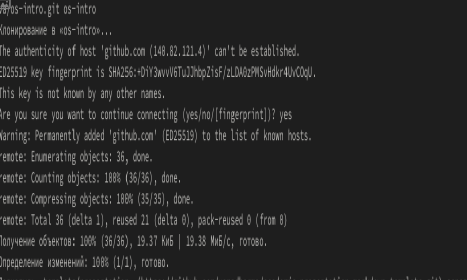 os-intro.git os-intro
Клонирование в «os-intro»...
The authenticity of host 'github.com (140.82.121.4)' can't be established.
ED25519 key fingerprint is SHA256:+DiY3wvvV6TuJJhbpZisF/zLDA0zPMSvHdkr4UvCOqU.
This key is not known by any other names.
Are you sure you want to continue connecting (yes/no/[fingerprint])? yes
Warning: Permanently added 'github.com' (ED25519) to the list of known hosts.
remote: Enumerating objects: 36, done.
remote: Counting objects: 100% (36/36), done.
remote: Compressing objects: 100% (35/35), done.
remote: Total 36 (delta 1), reused 21 (delta 0), pack-reused 0 (from 0)
Получение объектов: 100% (36/36), 19.37 КиБ | 19.38 МиБ/с, готово.
Определение изменений: 100% (1/1), готово.